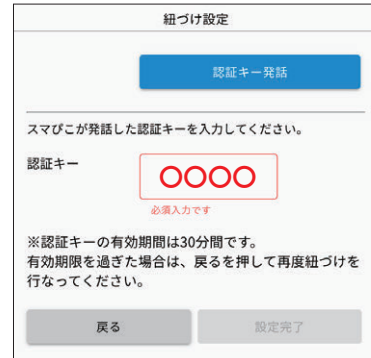 紐づけ設定
認証キー発話
スマぴこが発話した認証キーを入力してください。
認証キー
〇〇〇〇
必須入力です
※認証キーの有効期間は30分間です。
有効期限を過ぎた場合は、戻るを押して再度紐づけを
行なってください。
戻る
設定完了